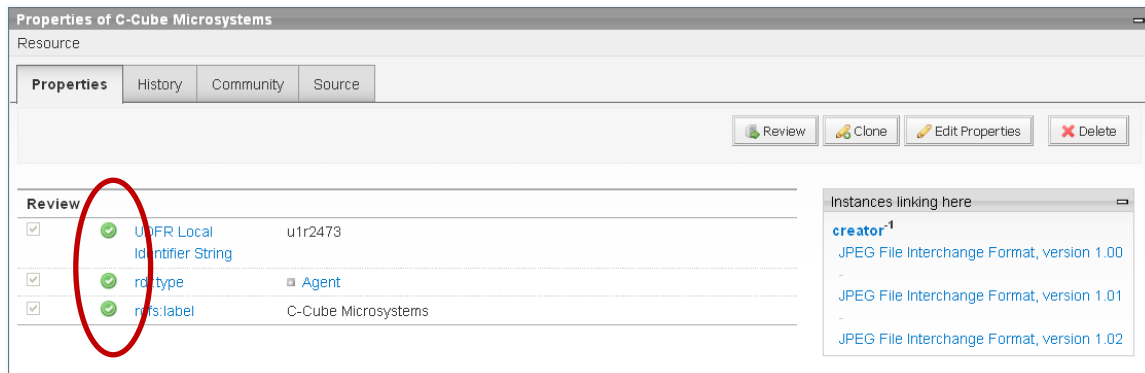 Properties of C-Cube Microsystems
Resource
Properties History Community Source
Review Clone Edit Properties Delete
Review
UDFR Local u1r2473
Identifier String
rdf:type Agent
rdfs:label C-Cube Microsystems
Instances linking here
creator-1
JPEG File Interchange Format, version 1.00
JPEG File Interchange Format, version 1.01
JPEG File Interchange Format, version 1.02